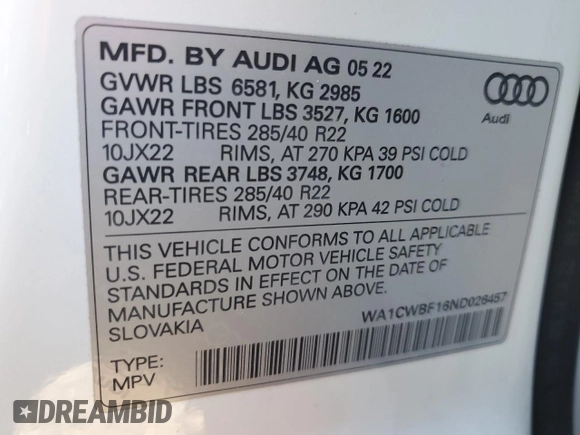 MFD. BY AUDI AG 05 22
GVWR LBS 6581, KG 2985
GAWR FRONT LBS 3527, KG 1600
FRONT-TIRES 285/40 R22
10JX22 RIMS, AT 270 KPA 39 PSI COLD
GAWR REAR LBS 3748, KG 1700
REAR-TIRES 285/40 R22
10JX22 RIMS, AT 290 KPA 42 PSI COLD
Audi
THIS VEHICLE CONFORMS TO ALL APPLICABLE
U.S. FEDERAL MOTOR VEHICLE SAFETY
STANDARDS IN EFFECT ON THE DATE OF
MANUFACTURE SHOWN ABOVE.
SLOVAKIA
WA1CWBF16ND026457
TYPE:
MPV
DREAMBID